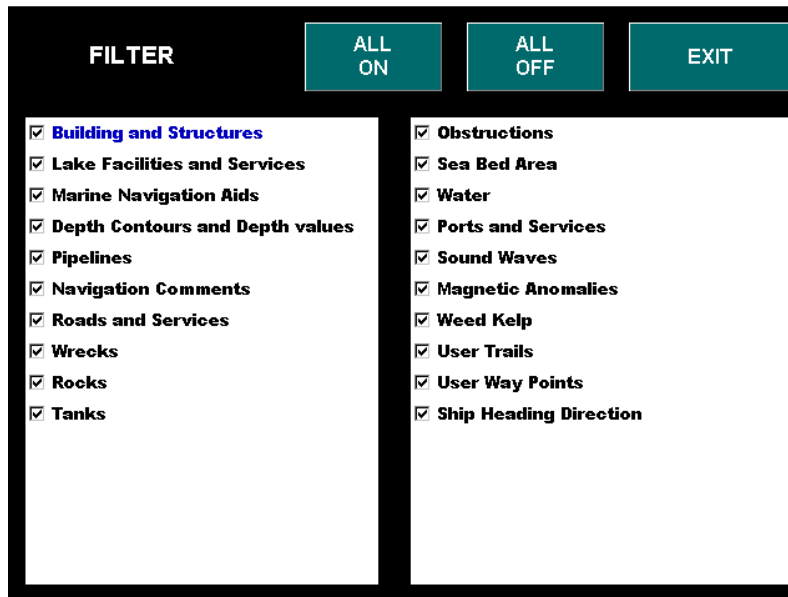 FILTER
ALL
ON
ALL
OFF
EXIT
Building and Structures
Lake Facilities and Services
Marine Navigation Aids
Depth Contours and Depth values
Pipelines
Navigation Comments
Roads and Services
Wrecks
Rocks
Tanks
Obstructions
Sea Bed Area
Water
Ports and Services
Sound Waves
Magnetic Anomalies
Weed Kelp
User Trails
User Way Points
Ship Heading Direction